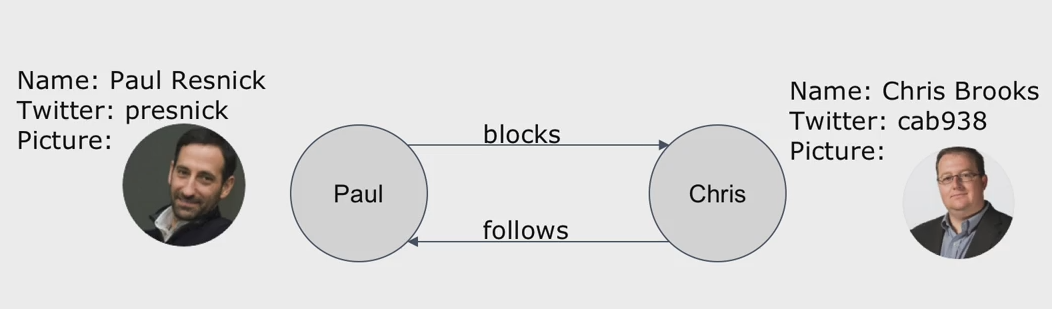 Name: Paul Resnick
Twitter: presnick
Picture:
Paul
blocks
follows
Chris
Name: Chris Brooks
Twitter: cab938
Picture: